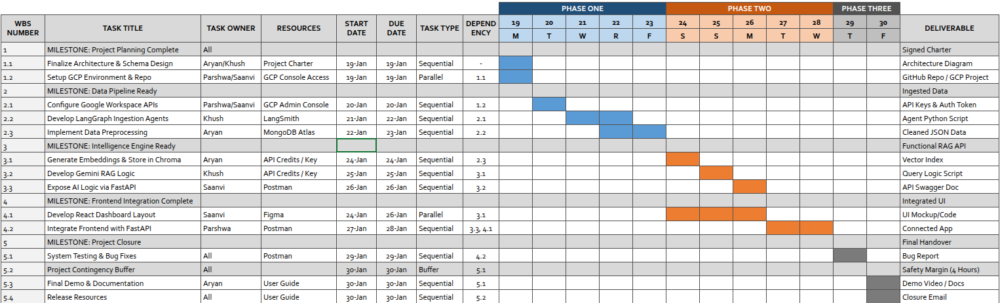 PHASE ONE PHASE TWO PHASE THREE
WBS NUMBER TASK TITLE TASK OWNER RESOURCES START DATE DUE DATE TASK TYPE DEPEND ENCY 19 20 21 22 23 24 25 26 27 28 29 30 DELIVERABLE
M T W R F S S M T W T F
1 MILESTONE: Project Planning Complete All Signed Charter
1.1 Finalize Architecture & Schema Design Aryan/Khush Project Charter 19-Jan 19-Jan Sequential - Architecture Diagram
1.2 Setup GCP Environment & Repo Parshwa/Saanvi GCP Console Access 19-Jan 19-Jan Parallel 1.1 GitHub Repo / GCP Project
2 MILESTONE: Data Pipeline Ready Ingested Data
2.1 Configure Google Workspace APIs Parshwa/Saanvi GCP Admin Console 20-Jan 20-Jan Sequential 1.2 API Keys & Auth Token
2.2 Develop LangGraph Ingestion Agents Khush LangSmith 21-Jan 22-Jan Sequential 2.1 Agent Python Script
2.3 Implement Data Preprocessing Aryan MongoDB Atlas 22-Jan 23-Jan Sequential 2.2 Cleaned JSON Data
3 MILESTONE: Intelligence Engine Ready Functional RAG API
3.1 Generate Embeddings & Store in Chroma Aryan API Credits / Key 24-Jan 24-Jan Sequential 2.3 Vector Index
3.2 Develop Gemini RAG Logic Khush API Credits / Key 25-Jan 25-Jan Sequential 3.1 Query Logic Script
3.3 Expose AI Logic via FastAPI Saanvi Postman 26-Jan 26-Jan Sequential 3.2 API Swagger Doc
4 MILESTONE: Frontend Integration Complete Integrated UI
4.1 Develop React Dashboard Layout Saanvi Figma 24-Jan 26-Jan Parallel 3.1 UI Mockup/Code
4.2 Integrate Frontend with FastAPI Parshwa Postman 27-Jan 28-Jan Sequential 3.3, 4.1 Connected App
5 MILESTONE: Project Closure Final Handover
5.1 System Testing & Bug Fixes All Postman 29-Jan 29-Jan Sequential 4.2 Bug Report
5.2 Project Contingency Buffer All 30-Jan 30-Jan Buffer 5.1 Safety Margin (4 Hours)
5.3 Final Demo & Documentation Aryan User Guide 30-Jan 30-Jan Sequential 5.1 Demo Video / Docs
5.4 Release Resources All User Guide 30-Jan 30-Jan Sequential 5.2 Closure Email